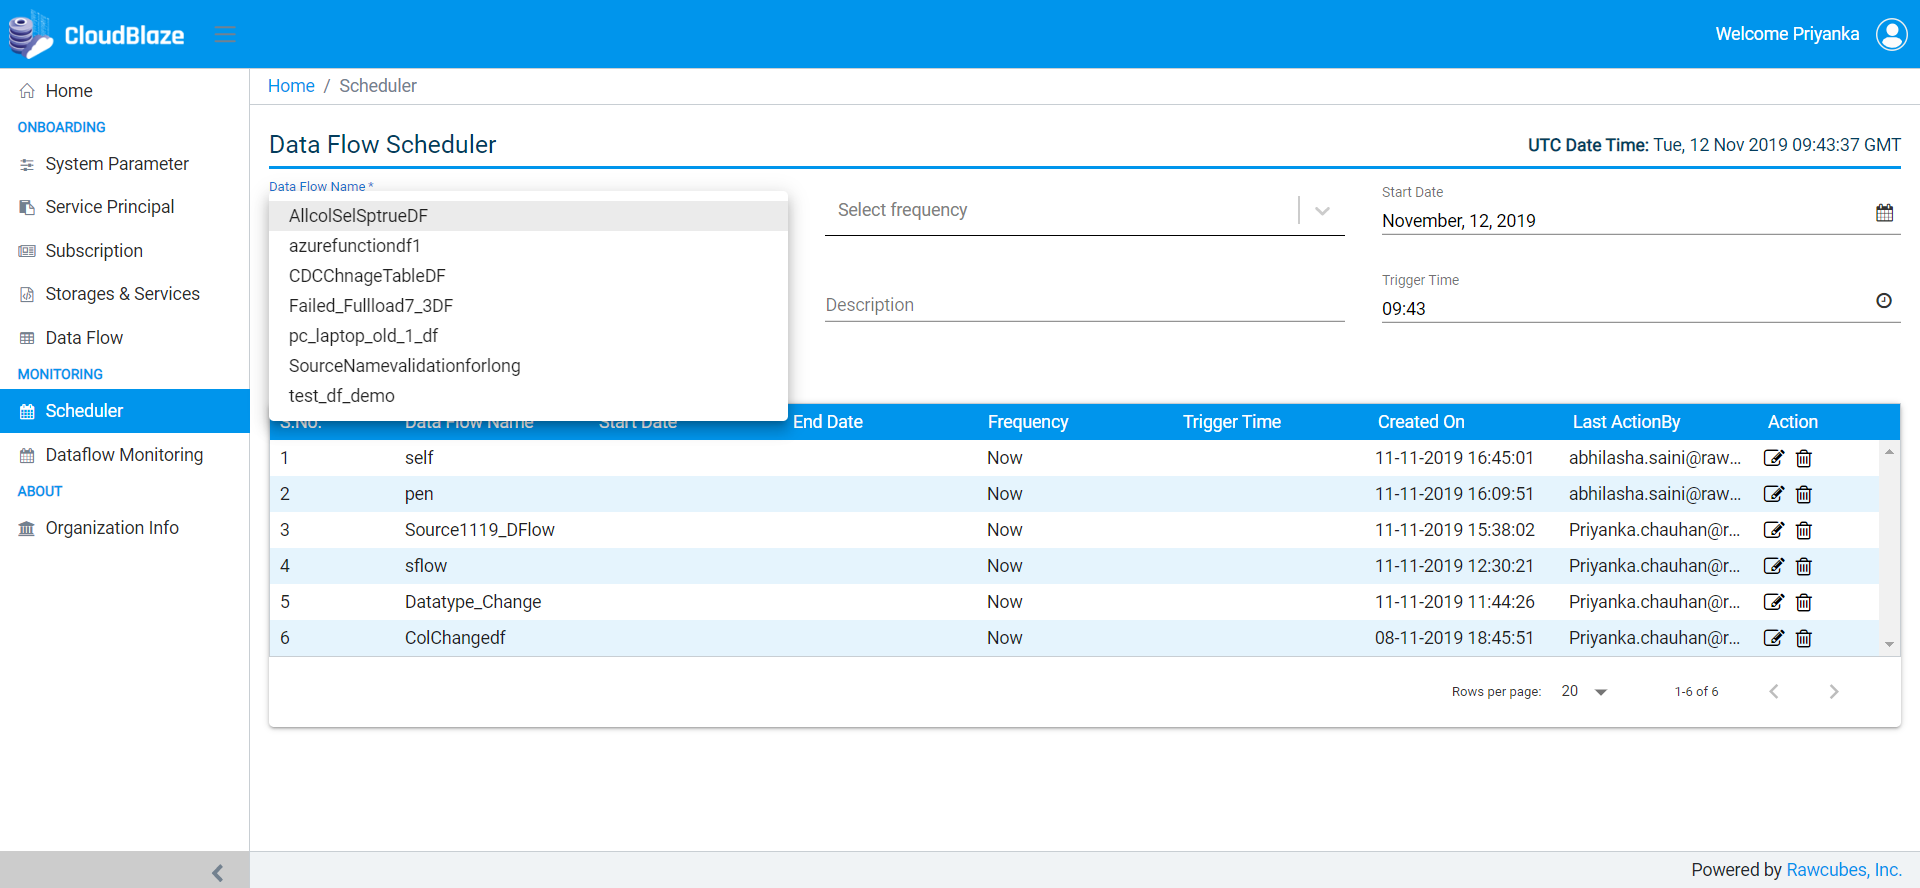 CloudBlaze
Welcome Priyanka
Home
ONBOARDING
System Parameter
Service Principal
Subscription
Storages & Services
Data Flow
MONITORING
Scheduler
Dataflow Monitoring
ABOUT
Organization Info
Home / Scheduler
Data Flow Scheduler
UTC Date Time: Tue, 12 Nov 2019 09:43:37 GMT
Data Flow Name *
AllcolSelSptrueDF
azurefunctiondf1
CDCChnageTableDF
Failed_Fullload7_3DF
pc_laptop_old_1_df
SourceNamevalidationforlong
test_df_demo
Select frequency
Description
Start Date
November, 12, 2019
Trigger Time
09:43
S.No. Data Flow Name Start Date End Date Frequency Trigger Time Created On Last ActionBy Action
1 self Now 11-11-2019 16:45:01 abhilasha.saini@raw...
2 pen Now 11-11-2019 16:09:51 abhilasha.saini@raw...
3 Source1119_DFlow Now 11-11-2019 15:38:02 Priyanka.chauhan@r...
4 sflow Now 11-11-2019 12:30:21 Priyanka.chauhan@r...
5 Datatype_Change Now 11-11-2019 11:44:26 Priyanka.chauhan@r...
6 ColChangedf Now 08-11-2019 18:45:51 Priyanka.chauhan@r...
Rows per page: 20 1-6 of 6
Powered by Rawcubes, Inc.